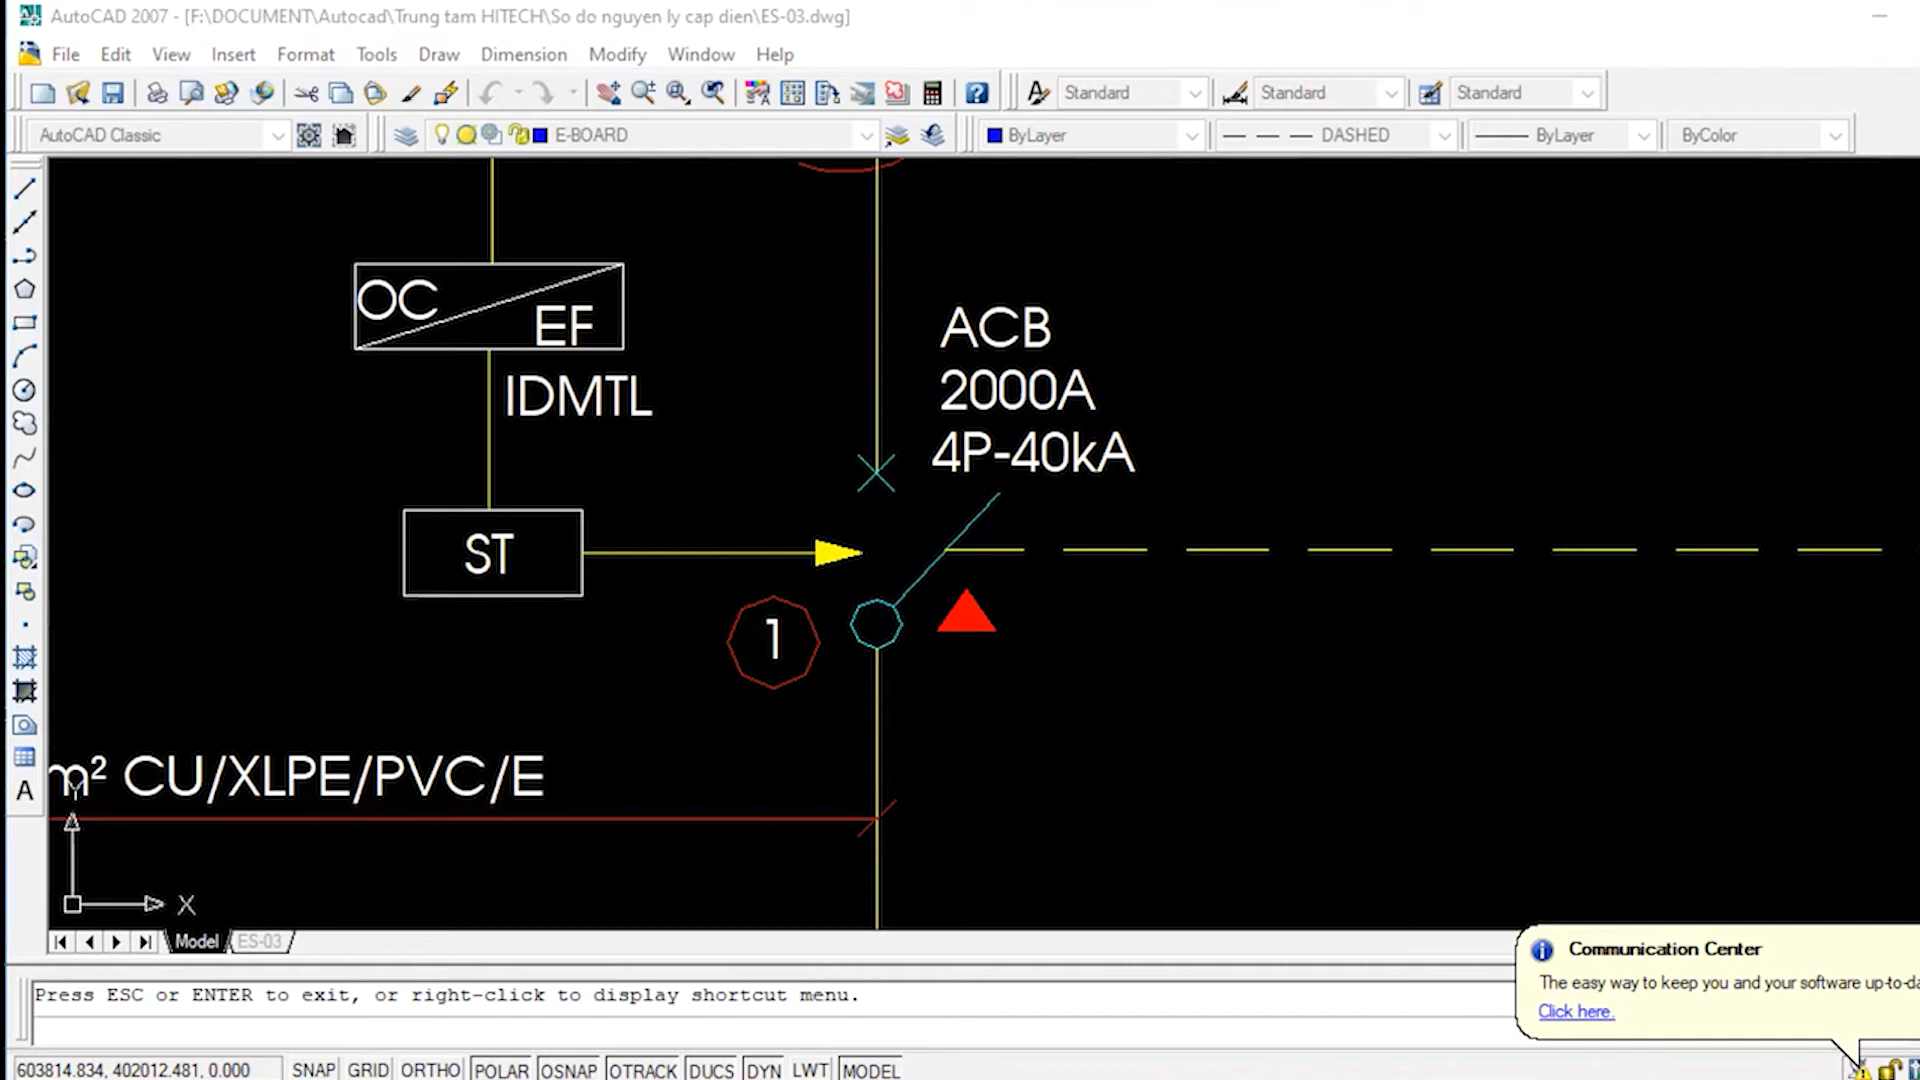 AutoCAD 2007 - [F:\DOCUMENT\Autocad\Trung tam HITECH\So do nguyen ly cap dien\ES-03.dwg]
File Edit View Insert Format Tools Draw Dimension Modify Window Help
Standard Standard Standard
AutoCAD Classic E-BOARD ByLayer DASHED ByLayer ByColor
OC
EF
IDMTL
ACB
2000A
4P-40kA
ST
1
m² CU/XLPE/PVC/E
Y
X
A
Model ES-03
Press ESC or ENTER to exit, or right-click to display shortcut menu.
Communication Center
The easy way to keep you and your software up-to-da
Click here.
603814.834, 402012.481, 0.000 SNAP GRID ORTHO POLAR OSNAP OTRACK DUCS DYN LWT MODEL